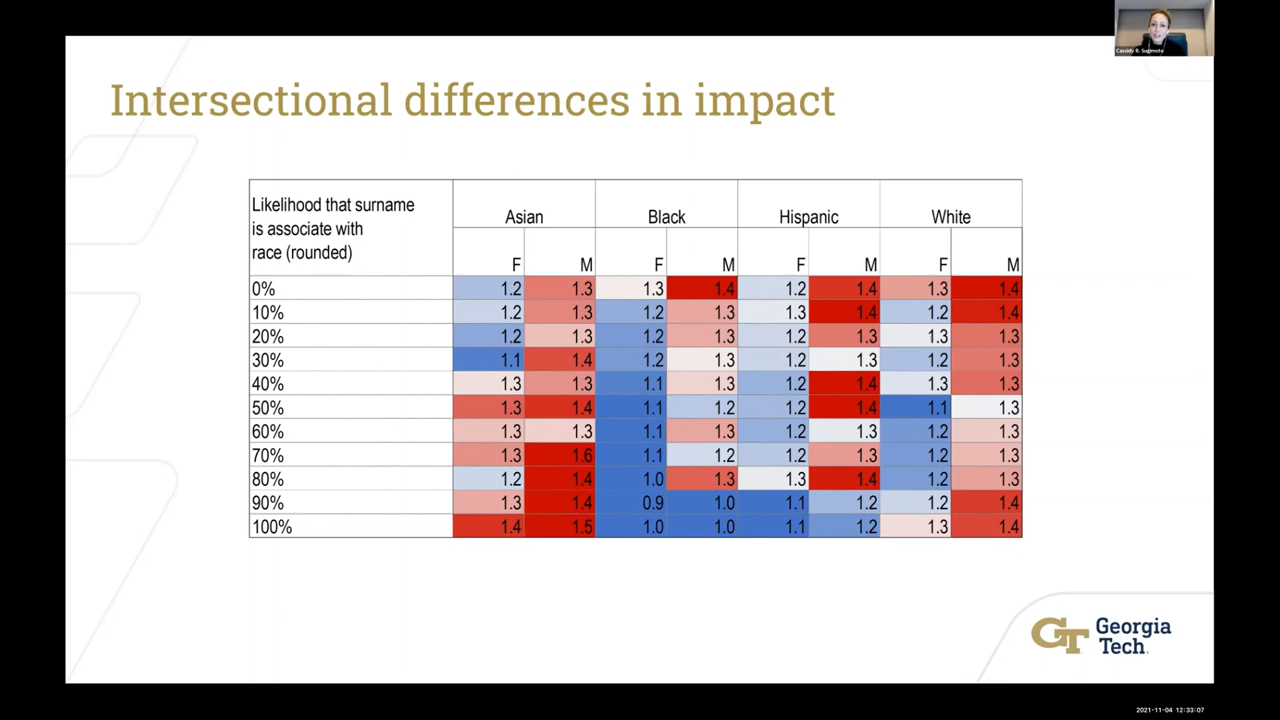 Cassidy R. Sugimoto
Intersectional differences in impact
Likelihood that surname
is associate with
race (rounded)
Asian Black Hispanic White
F M F M F M F M
0% 1.2 1.3 1.3 1.4 1.2 1.4 1.3 1.4
10% 1.2 1.3 1.2 1.3 1.3 1.4 1.2 1.4
20% 1.2 1.3 1.2 1.3 1.2 1.3 1.3 1.3
30% 1.1 1.4 1.2 1.3 1.2 1.3 1.2 1.3
40% 1.3 1.3 1.1 1.3 1.2 1.4 1.3 1.3
50% 1.3 1.4 1.1 1.2 1.2 1.4 1.1 1.3
60% 1.3 1.3 1.1 1.3 1.2 1.3 1.2 1.3
70% 1.3 1.6 1.1 1.2 1.2 1.3 1.2 1.3
80% 1.2 1.4 1.0 1.3 1.3 1.4 1.2 1.3
90% 1.3 1.4 0.9 1.0 1.1 1.2 1.2 1.4
100% 1.4 1.5 1.0 1.0 1.1 1.2 1.3 1.4
GT Georgia
Tech
2021-11-04 12:33:07